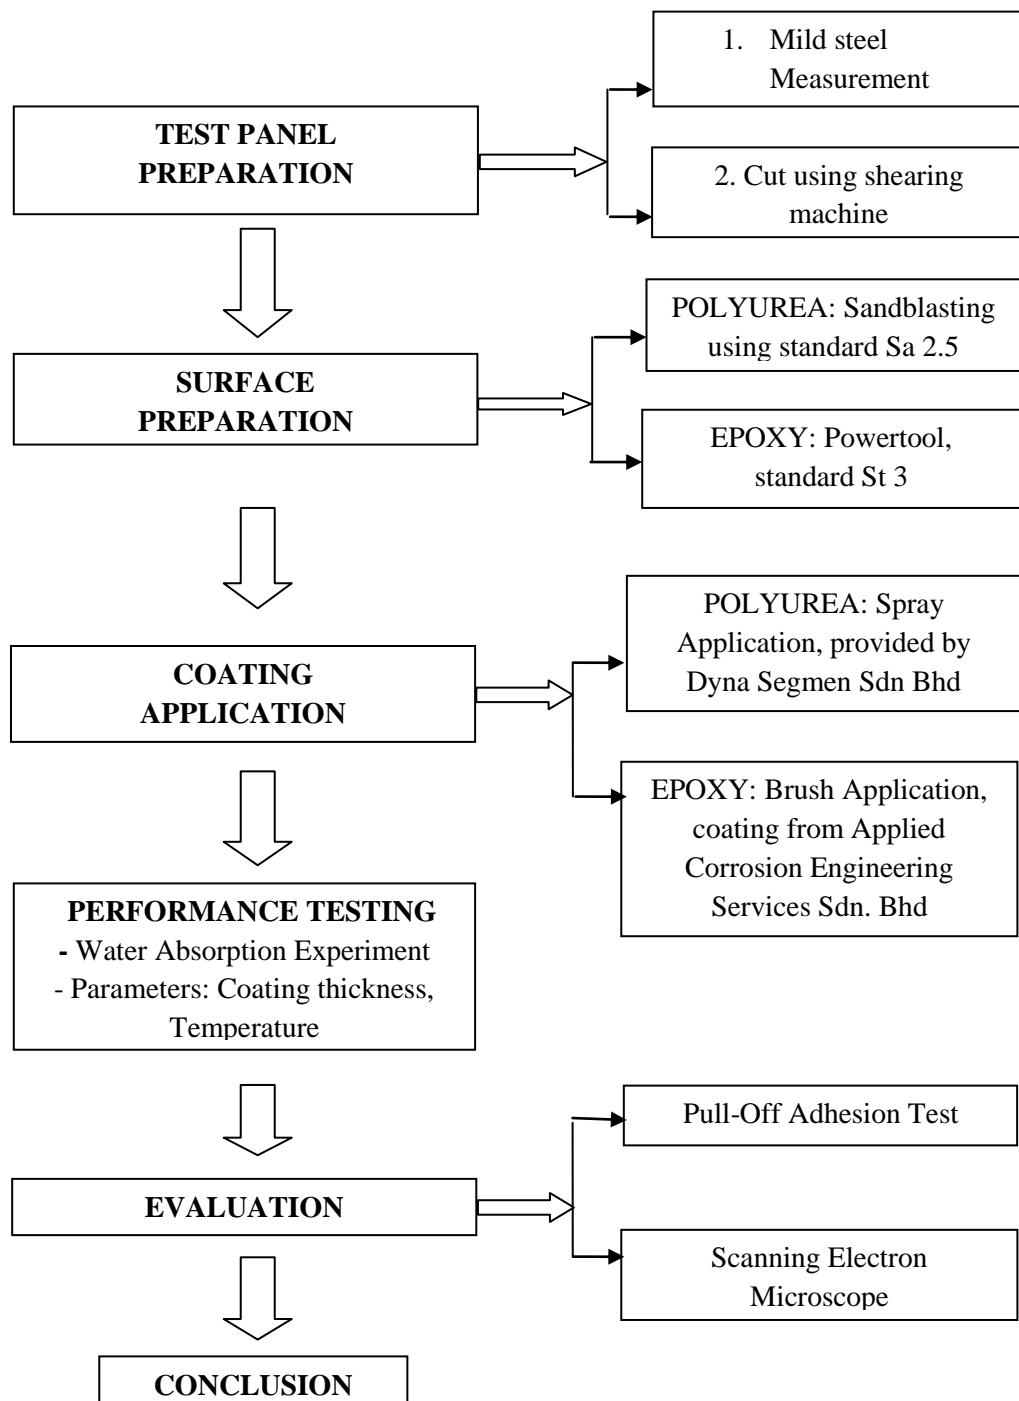 1. Mild steel
Measurement
TEST PANEL
PREPARATION
2. Cut using shearing
machine
POLYUREA: Sandblasting
using standard Sa 2.5
SURFACE
PREPARATION
EPOXY: Powertool,
standard St 3
POLYUREA: Spray
Application, provided by
Dyna Segmen Sdn Bhd
COATING
APPLICATION
EPOXY: Brush Application,
coating from Applied
Corrosion Engineering
Services Sdn. Bhd
PERFORMANCE TESTING
- Water Absorption Experiment
- Parameters: Coating thickness,
Temperature
Pull-Off Adhesion Test
EVALUATION
Scanning Electron
Microscope
CONCLUSION